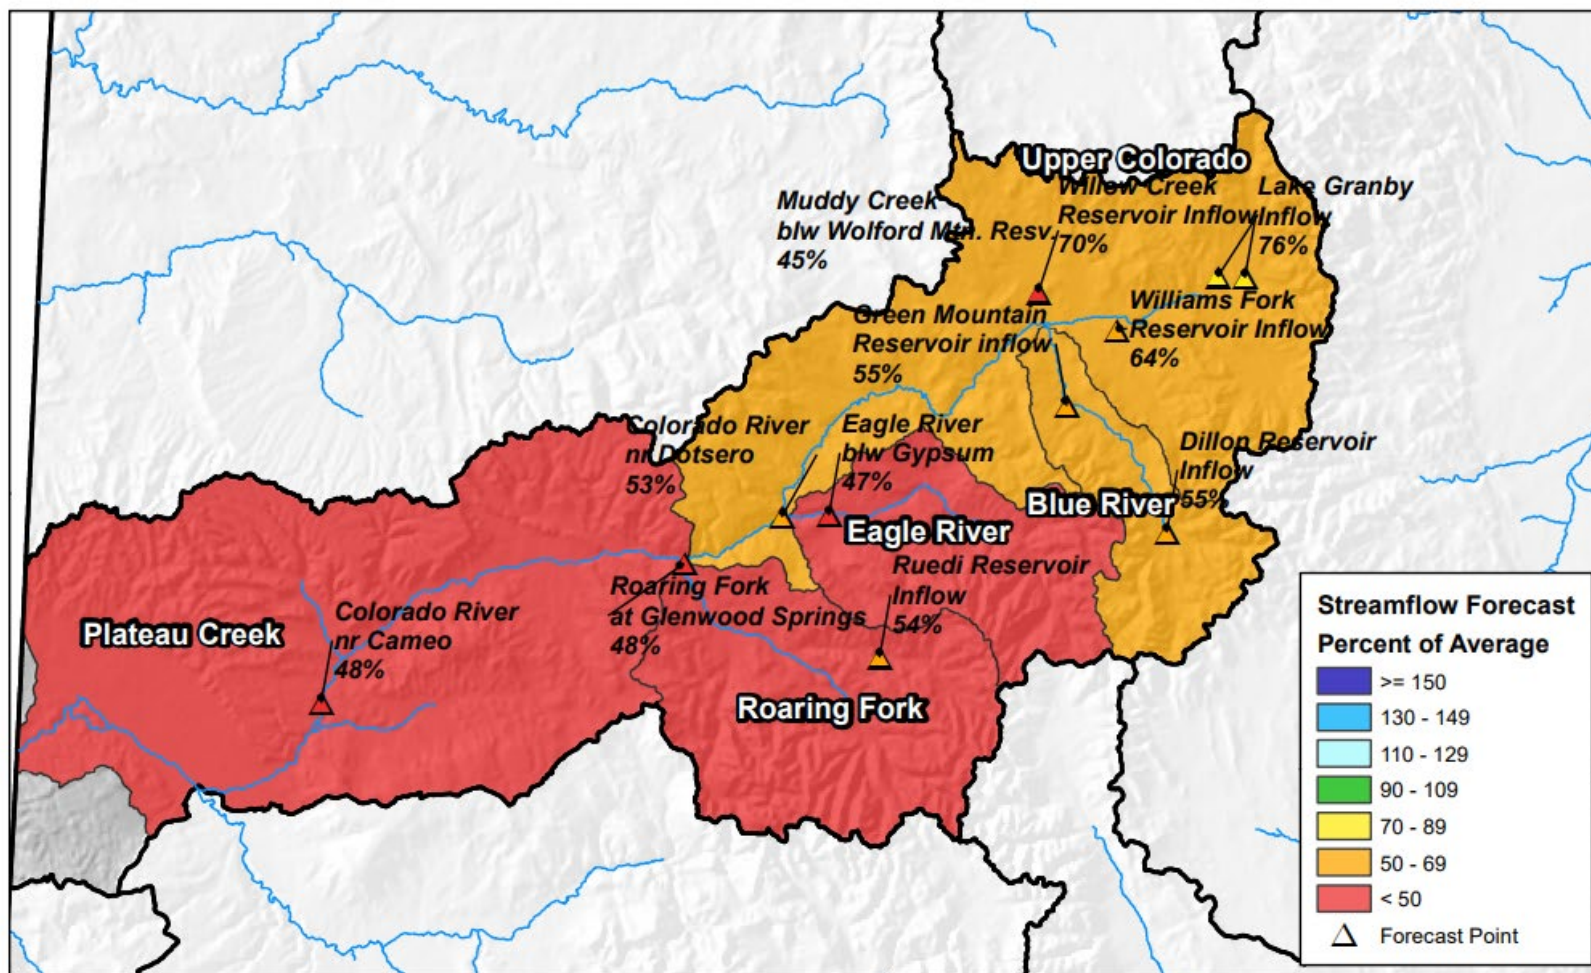 Upper Colorado
Muddy Creek
blw Wolford Mtn. Resv.
45%
Willow Creek
Reservoir Inflow
70%
Lake Granby
Inflow
76%
Green Mountain
Reservoir inflow
55%
Williams Fork
Reservoir Inflow
64%
Colorado River
nr Dotsero
53%
Eagle River
blw Gypsum
47%
Dillon Reservoir
Inflow
55%
Blue River
Eagle River
Ruedi Reservoir
Inflow
54%
Roaring Fork
at Glenwood Springs
48%
Colorado River
nr Cameo
48%
Plateau Creek
Roaring Fork
Streamflow Forecast
Percent of Average
>= 150
130 - 149
110 - 129
90 - 109
70 - 89
50 - 69
< 50
Forecast Point